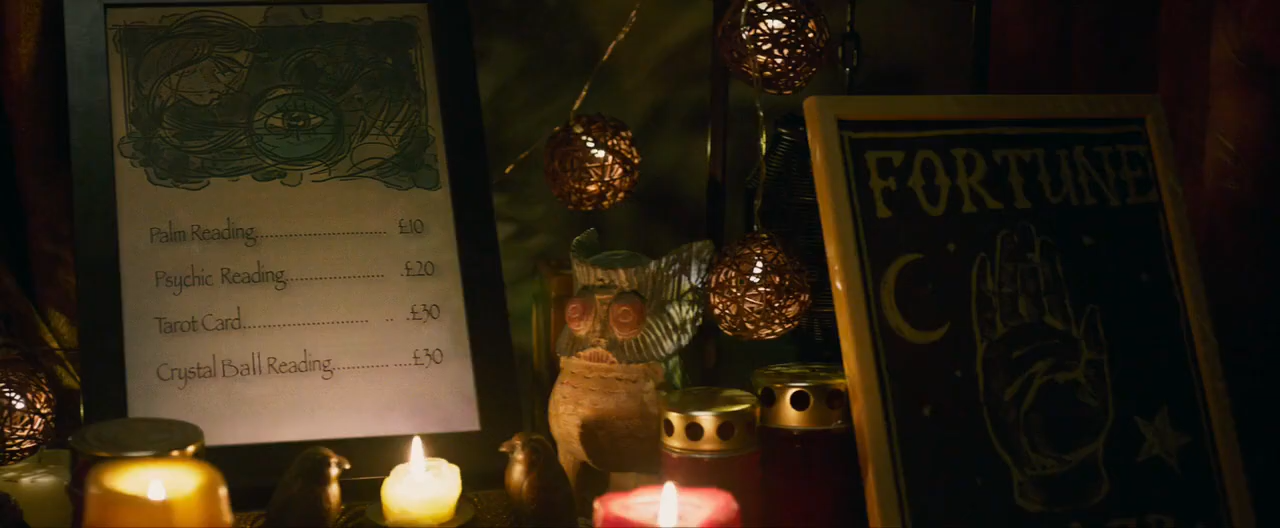 Palm Reading.............................. £10
Psychic Reading....................... .£20
Tarot Card............................. .. .£30
Crystal Ball Reading............. ....£30
FORTUNE